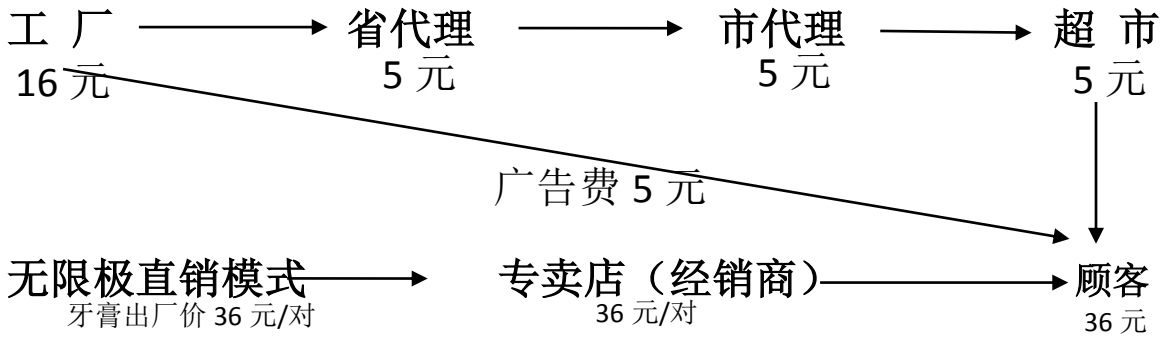 工 厂 省代理 市代理 超 市
16 元 5 元 5 元 5 元
广告费 5 元
无限极直销模式 专卖店（经销商） 顾客
牙膏出厂价 36 元/对 36 元/对 36 元